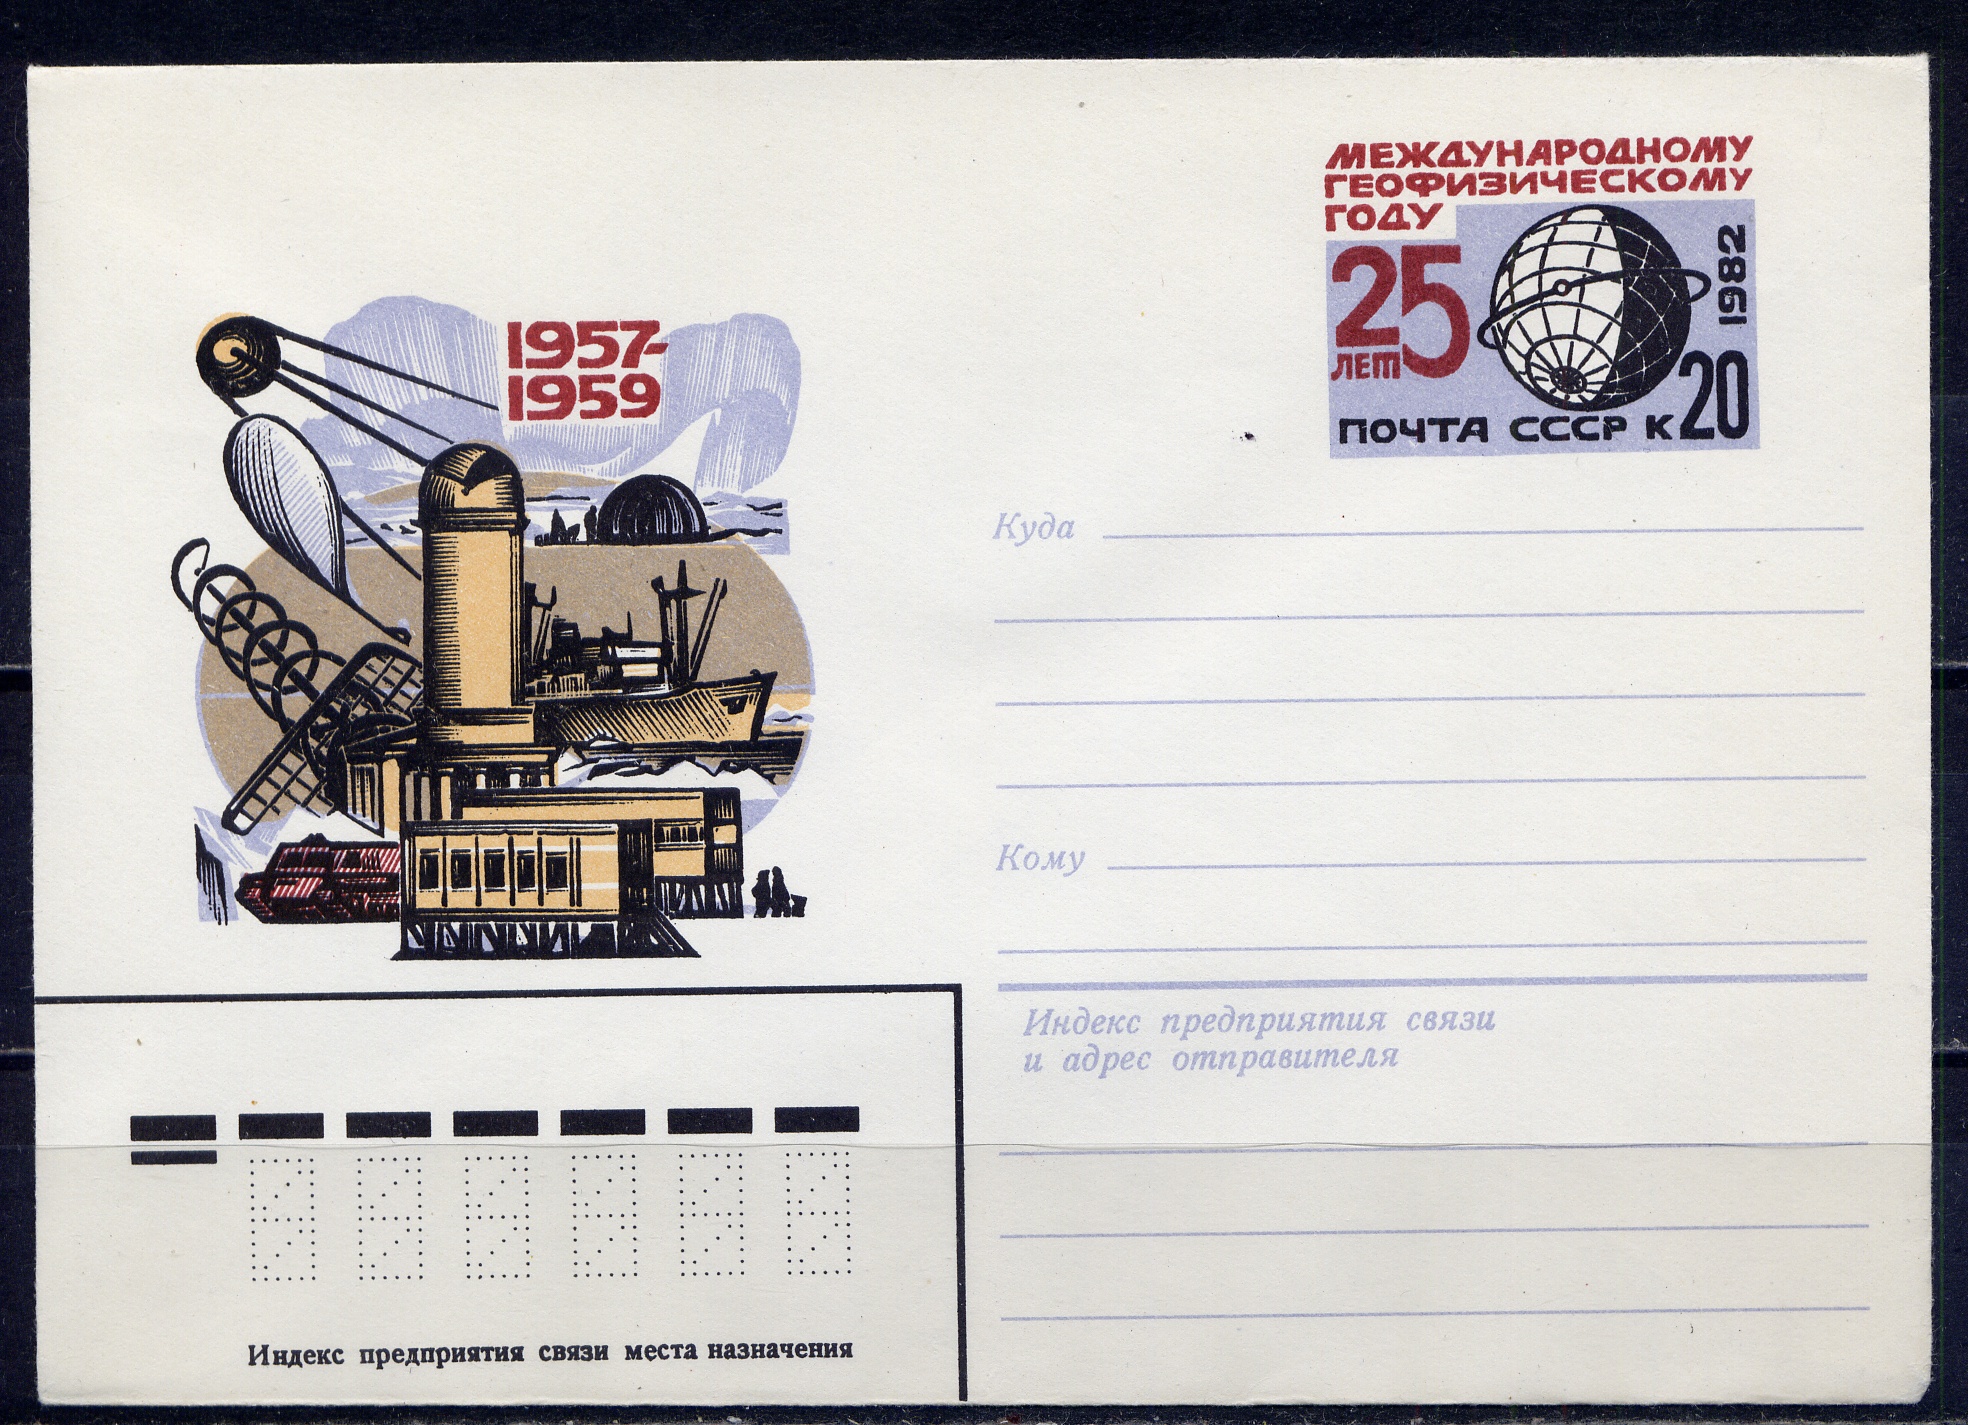 МЕЖДУНАРОДНОМУ
ГЕОФИЗИЧЕСКОМУ
ГОДУ
25
ЛЕТ
1982
ПОЧТА СССР К 20
1957-
1959
Куда
Кому
Индекс предприятия связи
и адрес отправителя
Индекс предприятия связи места назначения